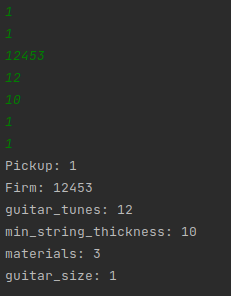 1
1
12453
12
10
1
1
Pickup: 1
Firm: 12453
guitar_tunes: 12
min_string_thickness: 10
materials: 3
guitar_size: 1